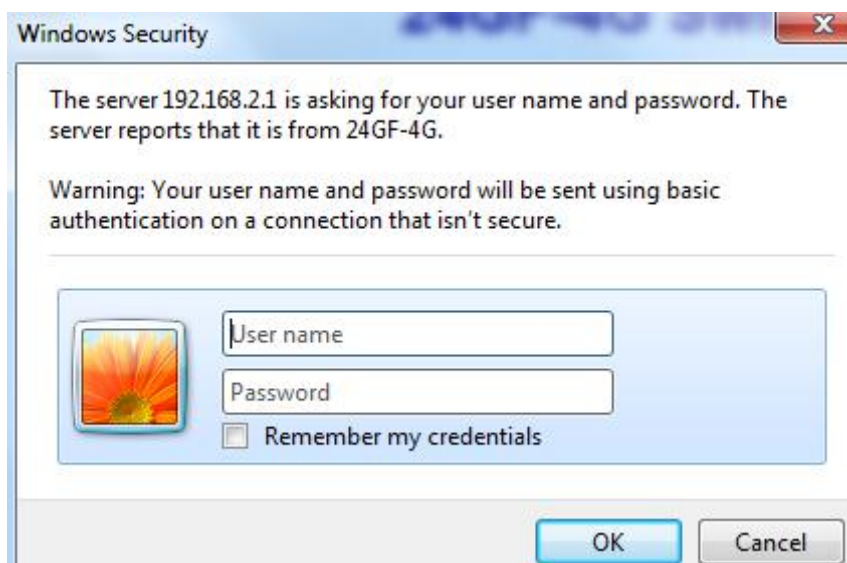 24GF-4G
Windows Security
The server 192.168.2.1 is asking for your user name and password. The
server reports that it is from 24GF-4G.
Warning: Your user name and password will be sent using basic
authentication on a connection that isn't secure.
User name
Password
Remember my credentials
OK
Cancel